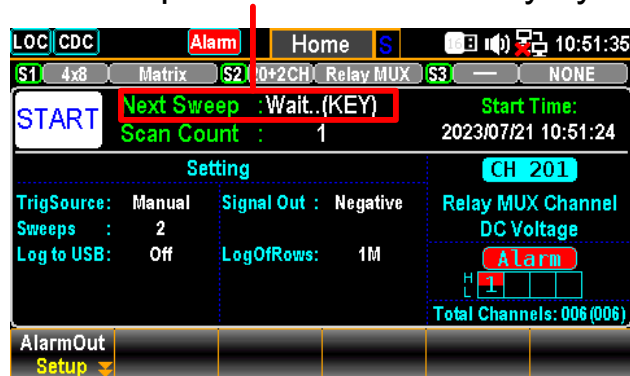 LOC CDC Alarm Home S 16 10:51:35
S1 4x8 Matrix S2 20+2CH Relay MUX S3 — NONE
START
Next Sweep : Wait..(KEY)
Scan Count : 1
Start Time:
2023/07/21 10:51:24
Setting
TrigSource: Manual Signal Out : Negative
Sweeps : 2
Log to USB: Off LogOfRows: 1M
CH 201
Relay MUX Channel
DC Voltage
Alarm
H 1
L
Total Channels: 006(006)
AlarmOut
Setup